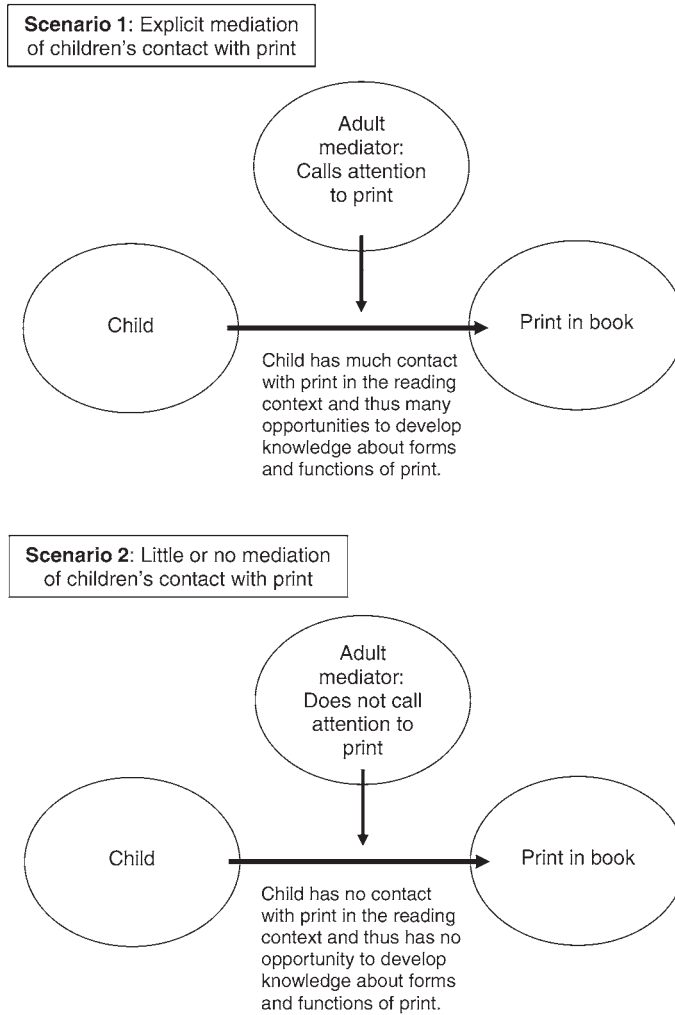 Scenario 1: Explicit mediation
of children's contact with print
Adult
mediator:
Calls attention
to print
Child
Print in book
Child has much contact
with print in the reading
context and thus many
opportunities to develop
knowledge about forms
and functions of print.
Scenario 2: Little or no mediation
of children's contact with print
Adult
mediator:
Does not call
attention to
print
Child
Print in book
Child has no contact
with print in the reading
context and thus has no
opportunity to develop
knowledge about forms
and functions of print.